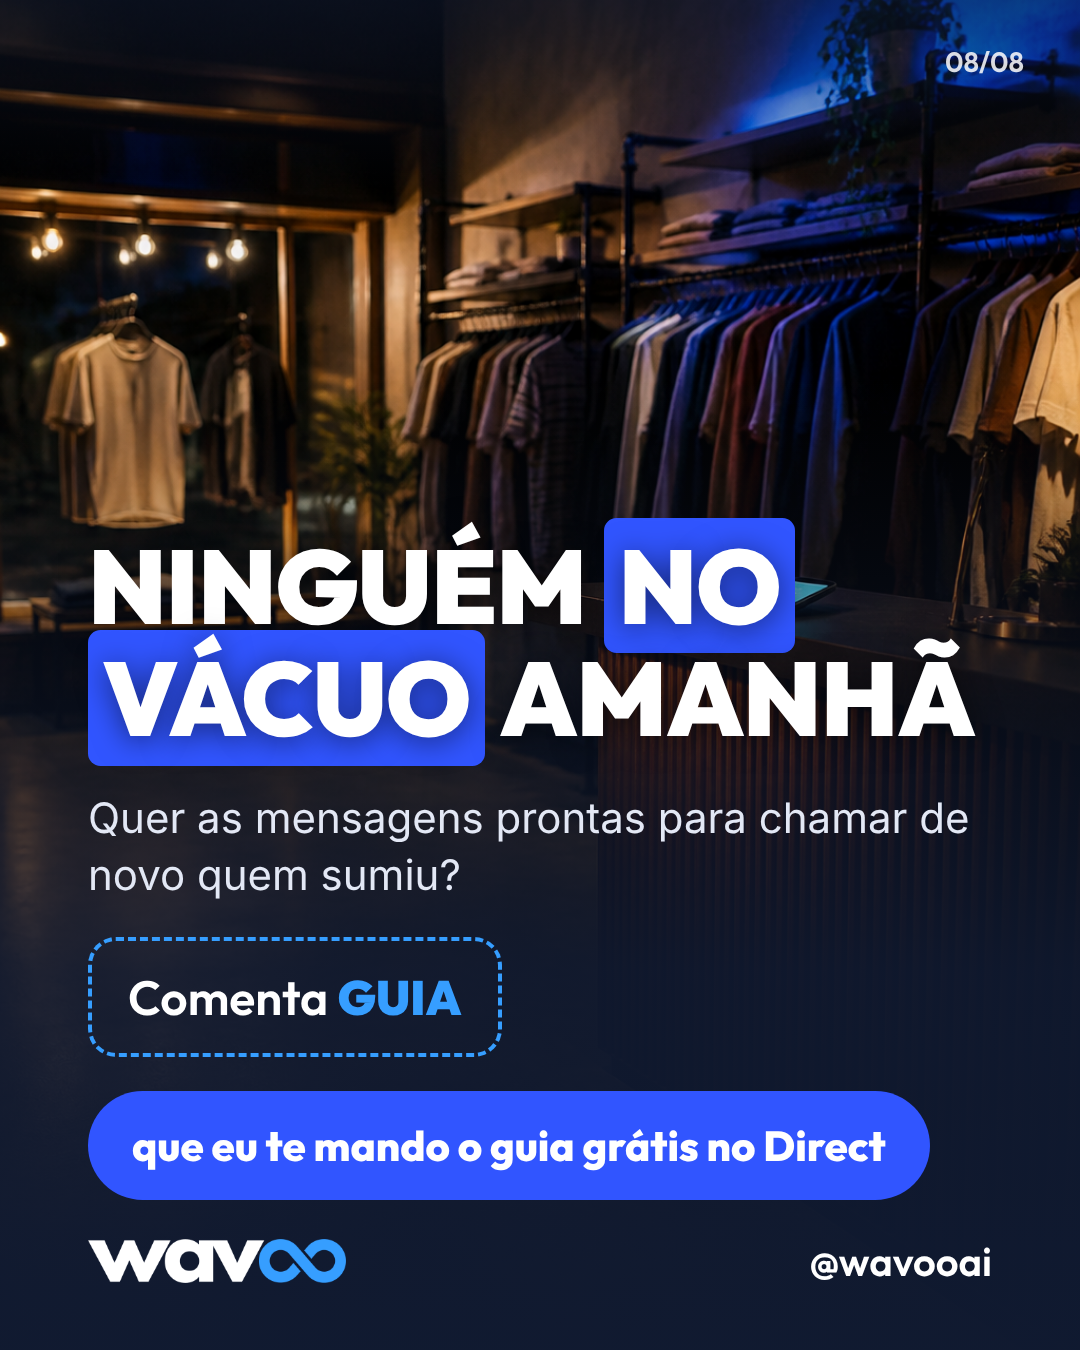 08/08
NINGUÉM NO
VÁCUO AMANHÃ
Quer as mensagens prontas para chamar de
novo quem sumiu?
Comenta GUIA
que eu te mando o guia grátis no Direct
wavoo
@wavooai